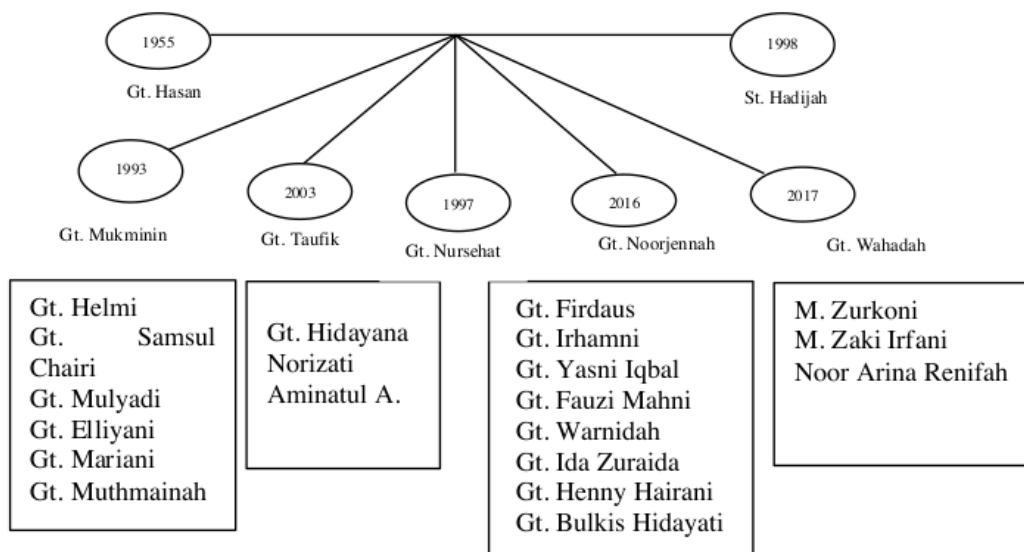 1955
1998
Gt. Hasan
St. Hadijah
1993
2003
1997
2016
2017
Gt. Mukminin
Gt. Taufik
Gt. Nursehat
Gt. Noorjennah
Gt. Wahadah
Gt. Helmi
Gt. Samsul
Chairi
Gt. Mulyadi
Gt. Elliyani
Gt. Mariani
Gt. Muthmainah
Gt. Hidayana
Norizati
Aminatul A.
Gt. Firdaus
Gt. Irhamni
Gt. Yasni Iqbal
Gt. Fauzi Mahni
Gt. Warnidah
Gt. Ida Zuraida
Gt. Henny Hairani
Gt. Bulkis Hidayati
M. Zurkoni
M. Zaki Irfani
Noor Arina Renifah